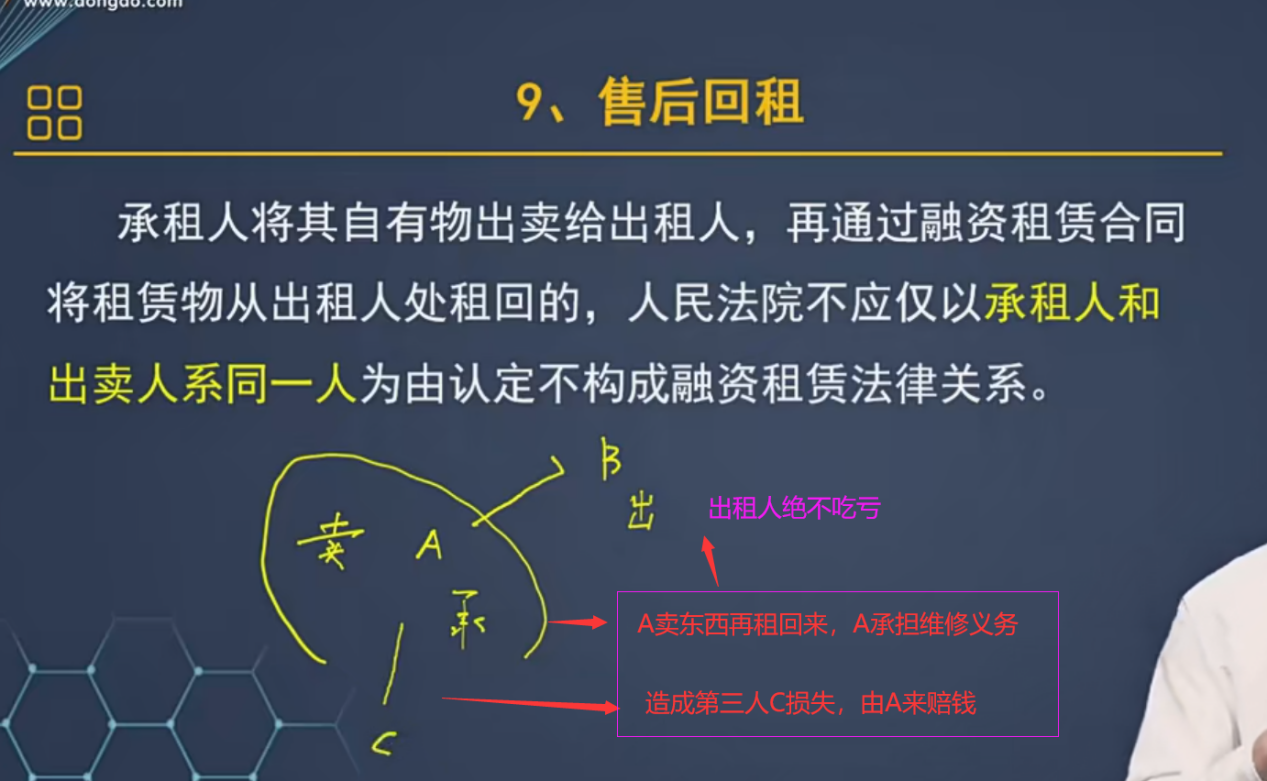 www.dongao.com
9、售后回租
承租人将其自有物出卖给出租人，再通过融资租赁合同
将租赁物从出租人处租回的，人民法院不应仅以承租人和
出卖人系同一人为由认定不构成融资租赁法律关系。
B
出
出租人绝不吃亏
卖 A
承
A卖东西再租回来，A承担维修义务
造成第三人C损失，由A来赔钱
C